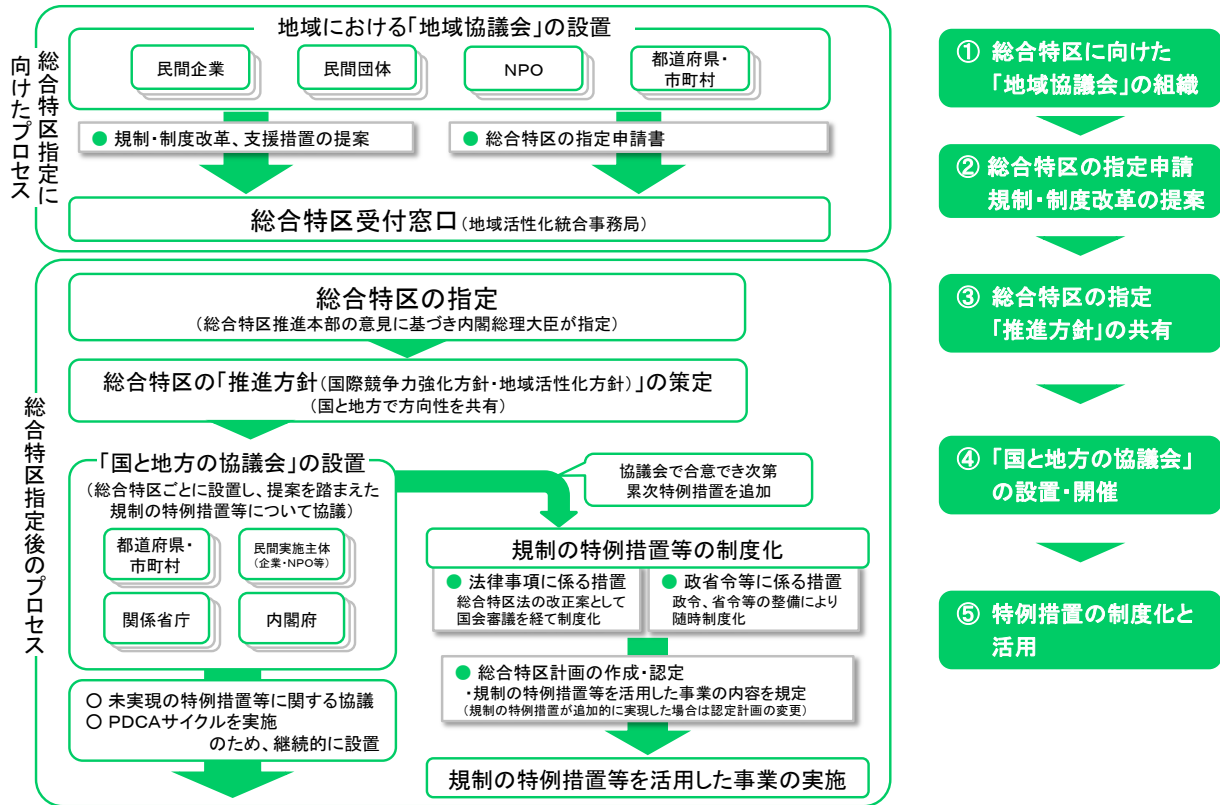 総合特区指定に
向けたプロセス
地域における「地域協議会」の設置
民間企業
民間団体
NPO
都道府県・
市町村
● 規制・制度改革、支援措置の提案
● 総合特区の指定申請書
総合特区受付窓口(地域活性化統合事務局)
総合特区指定後のプロセス
総合特区の指定
(総合特区推進本部の意見に基づき内閣総理大臣が指定)
総合特区の「推進方針(国際競争力強化方針・地域活性化方針)」の策定
(国と地方で方向性を共有)
「国と地方の協議会」の設置
(総合特区ごとに設置し、提案を踏まえた
規制の特例措置等について協議)
都道府県・
市町村
民間実施主体
(企業・NPO等)
関係省庁
内閣府
○ 未実現の特例措置等に関する協議
○ PDCAサイクルを実施
のため、継続的に設置
協議会で合意でき次第
累次特例措置を追加
規制の特例措置等の制度化
● 法律事項に係る措置
総合特区法の改正案として
国会審議を経て制度化
● 政省令等に係る措置
政令、省令等の整備により
随時制度化
● 総合特区計画の作成・認定
・規制の特例措置等を活用した事業の内容を規定
(規制の特例措置が追加的に実現した場合は認定計画の変更)
規制の特例措置等を活用した事業の実施
① 総合特区に向けた
「地域協議会」の組織
② 総合特区の指定申請
規制・制度改革の提案
③ 総合特区の指定
「推進方針」の共有
④ 「国と地方の協議会」
の設置・開催
⑤ 特例措置の制度化と
活用